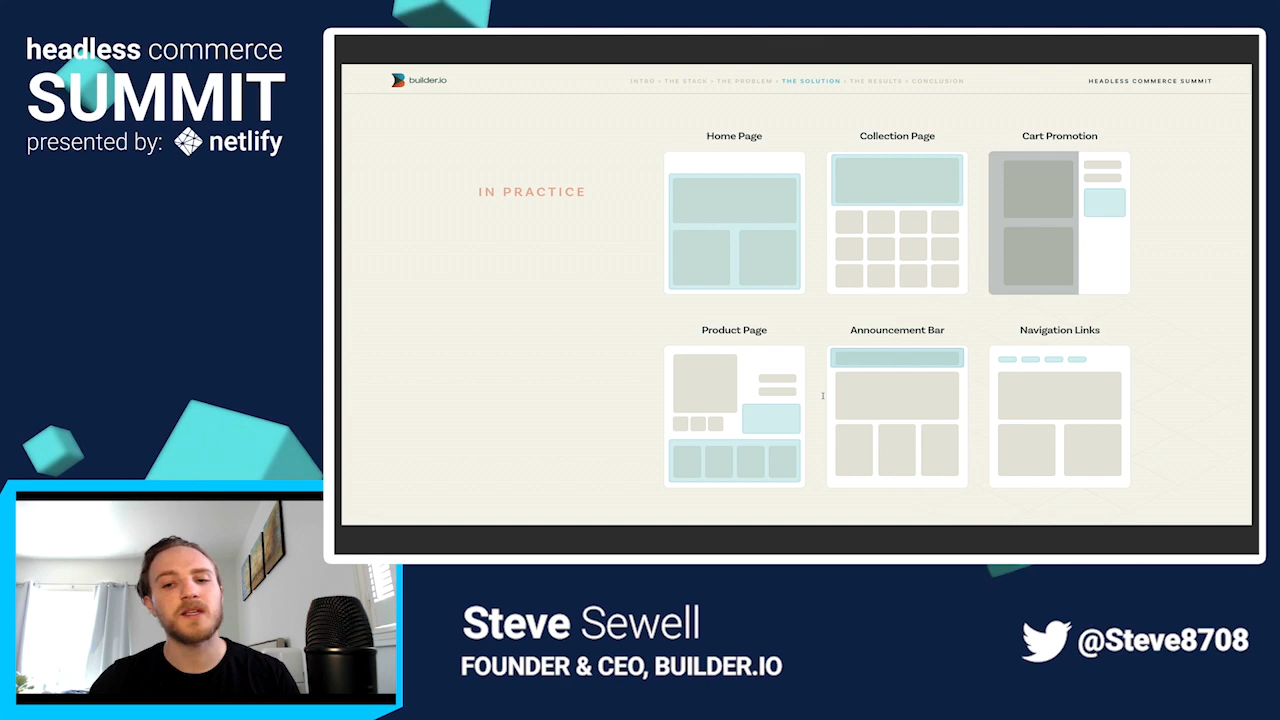 headless commerce
SUMMIT
presented by: netlify
builder.io
INTRO • THE STACK • THE PROBLEM • THE SOLUTION • THE RESULTS • CONCLUSION
HEADLESS COMMERCE SUMMIT
IN PRACTICE
Home Page
Collection Page
Cart Promotion
Product Page
Announcement Bar
Navigation Links
Steve Sewell
FOUNDER & CEO, BUILDER.IO
@Steve8708